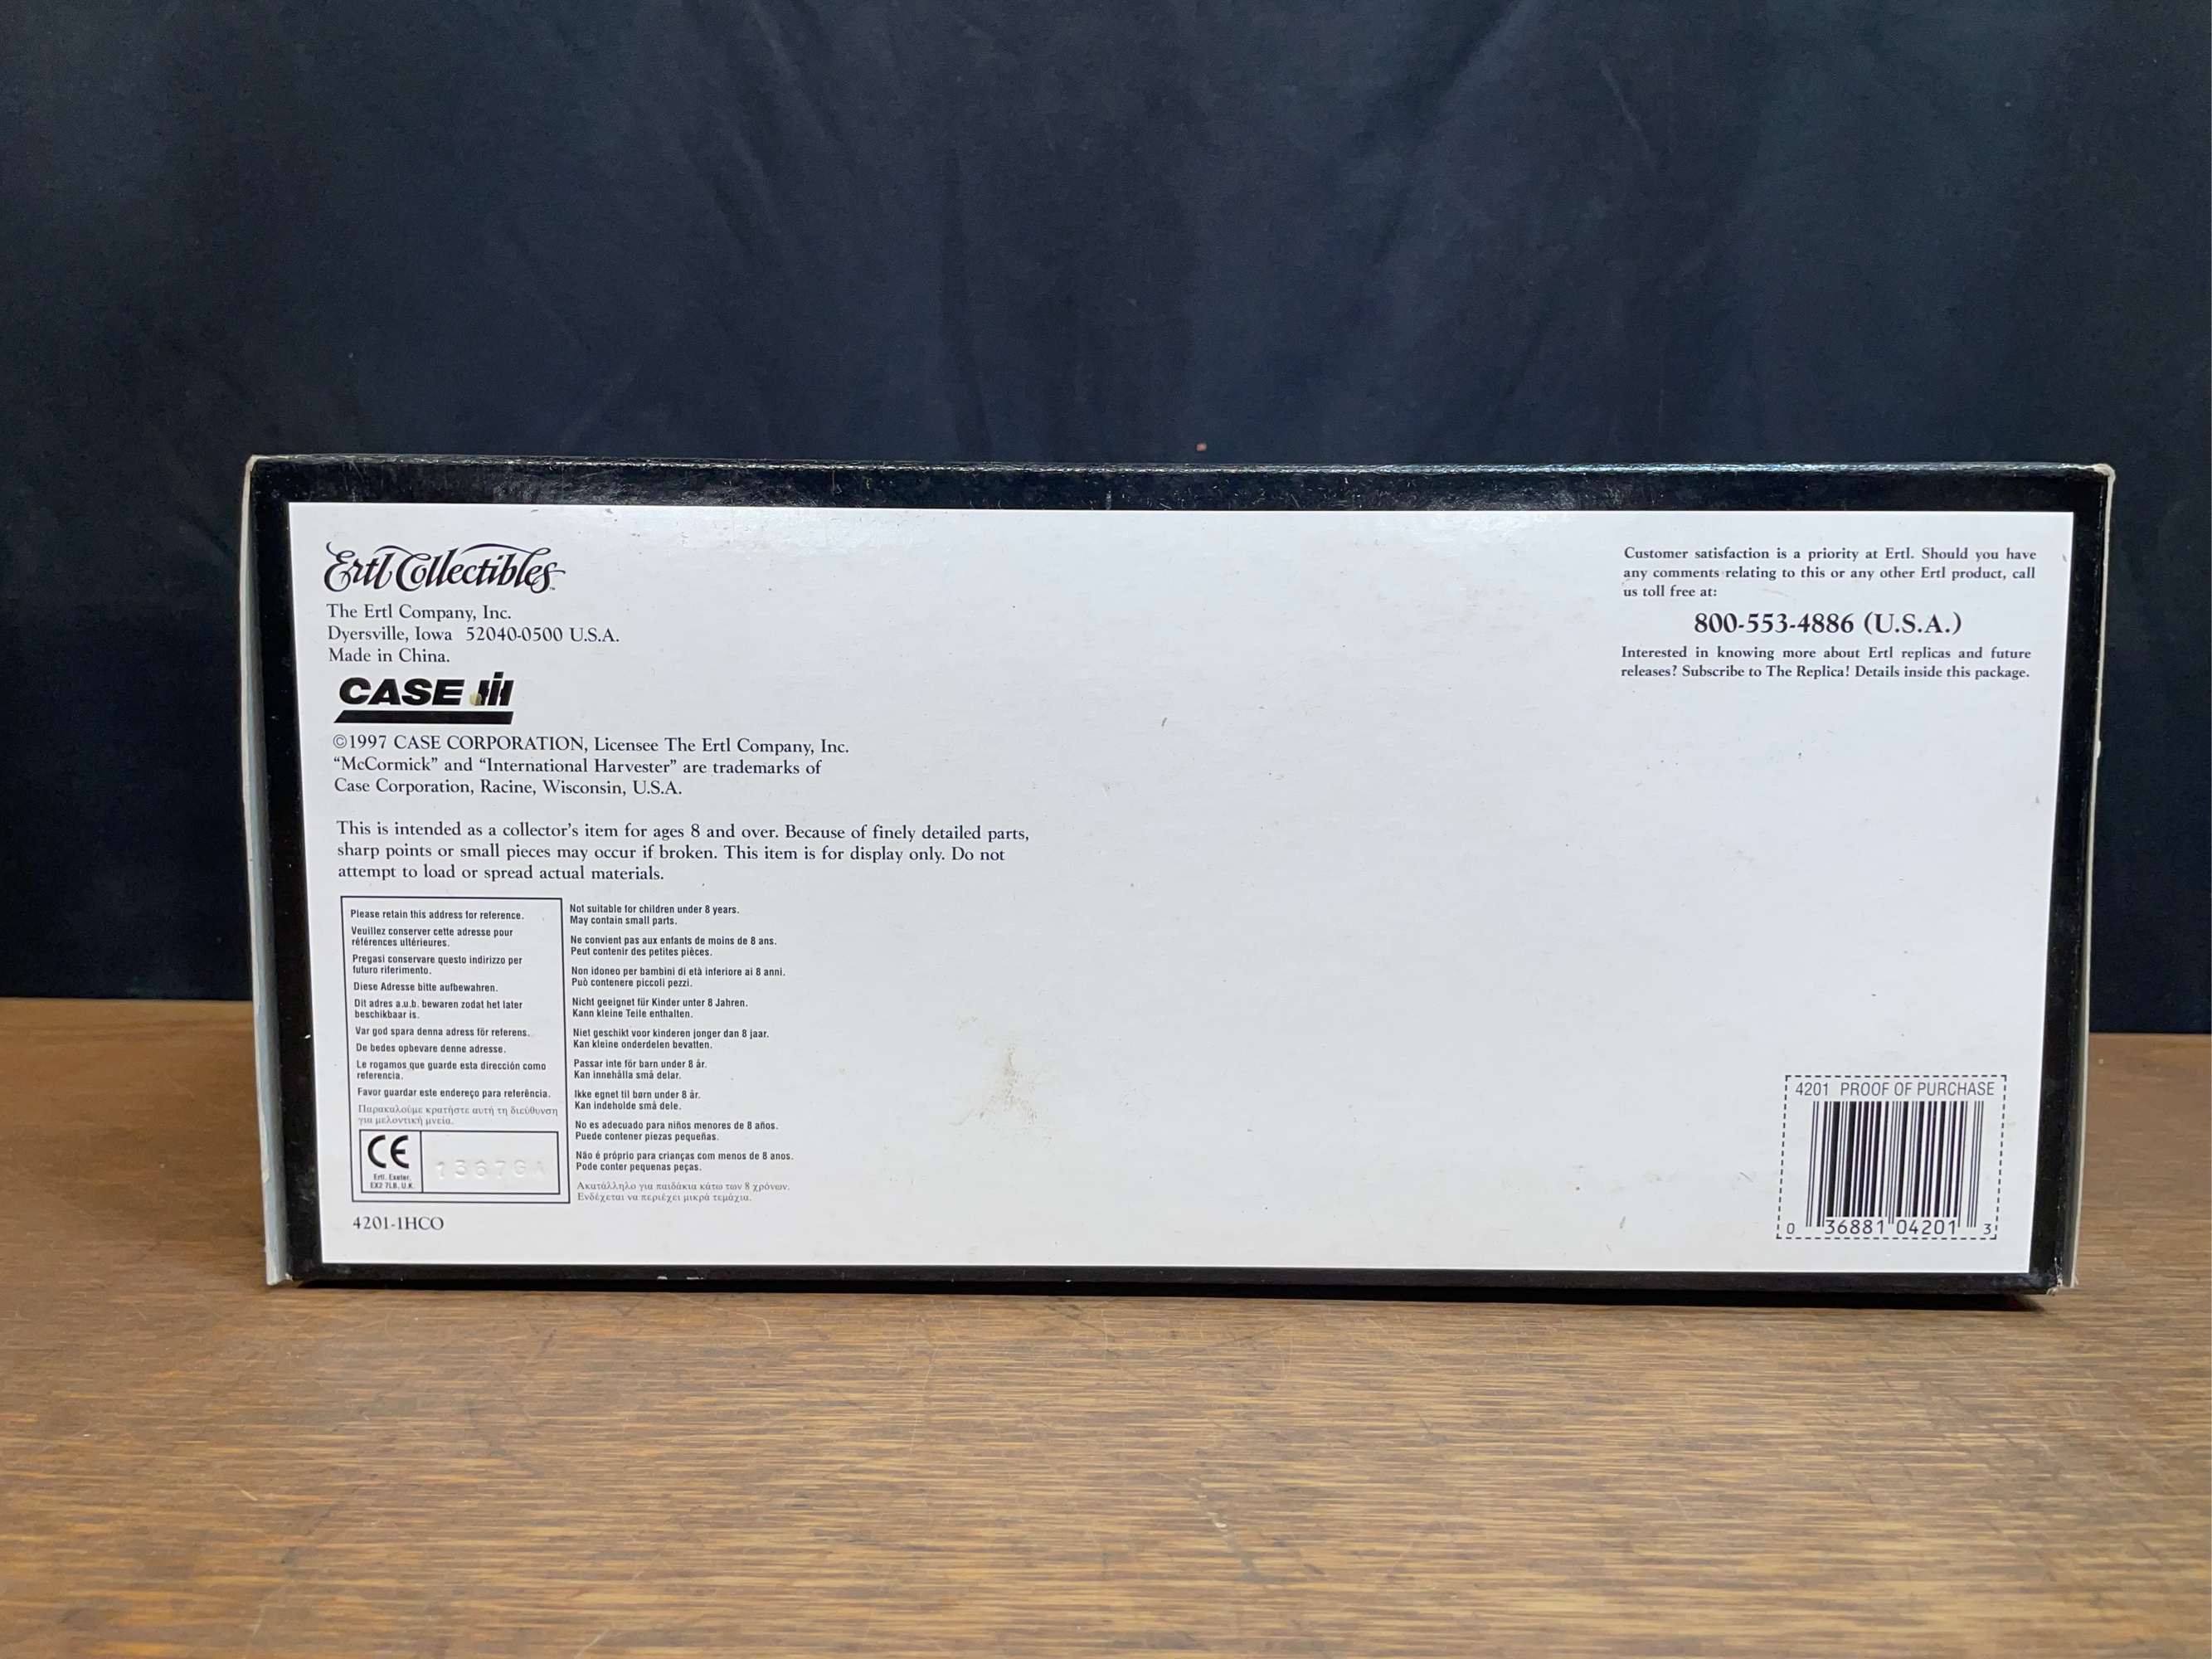 Ertl Collectibles™
The Ertl Company, Inc.
Dyersville, Iowa 52040-0500 U.S.A.
Made in China.
CASE IH
©1997 CASE CORPORATION, Licensee The Ertl Company, Inc.
“McCormick” and “International Harvester” are trademarks of
Case Corporation, Racine, Wisconsin, U.S.A.
This is intended as a collector’s item for ages 8 and over. Because of finely detailed parts,
sharp points or small pieces may occur if broken. This item is for display only. Do not
attempt to load or spread actual materials.
Please retain this address for reference.
Veuillez conserver cette adresse pour
références ultérieures.
Pregasi conservare questo indirizzo per
futuro riferimento.
Diese Adresse bitte aufbewahren.
Dit adres a.u.b. bewaren zodat het later
beschikbaar is.
Var god spara denna adress för referens.
De bedes opbevare denne adresse.
Le rogamos que guarde esta dirección como
referencia.
Favor guardar este endereço para referência.
Παρακαλούμε κρατήστε αυτή τη διεύθυνση
για μελοντική μνεία.
CE
Ertl, Exeter,
EX2 7LB, U.K.
Not suitable for children under 8 years.
May contain small parts.
Ne convient pas aux enfants de moins de 8 ans.
Peut contenir des petites pièces.
Non idoneo per bambini di età inferiore ai 8 anni.
Può contenere piccoli pezzi.
Nicht geeignet für Kinder unter 8 Jahren.
Kann kleine Teile enthalten.
Niet geschikt voor kinderen jonger dan 8 jaar.
Kan kleine onderdelen bevatten.
Passar inte för barn under 8 år.
Kan innehålla små delar.
Ikke egnet til børn under 8 år.
Kan indeholde små dele.
No es adecuado para niños menores de 8 años.
Puede contener piezas pequeñas.
Não é próprio para crianças com menos de 8 anos.
Pode conter pequenas peças.
Ακατάλληλο για παιδάκια κάτω των 8 χρόνων.
Ενδέχεται να περιέχει μικρά τεμάχια.
4201-1HCO
Customer satisfaction is a priority at Ertl. Should you have
any comments relating to this or any other Ertl product, call
us toll free at:
800-553-4886 (U.S.A.)
Interested in knowing more about Ertl replicas and future
releases? Subscribe to The Replica! Details inside this package.
4201 PROOF OF PURCHASE
0 36881 04201 3